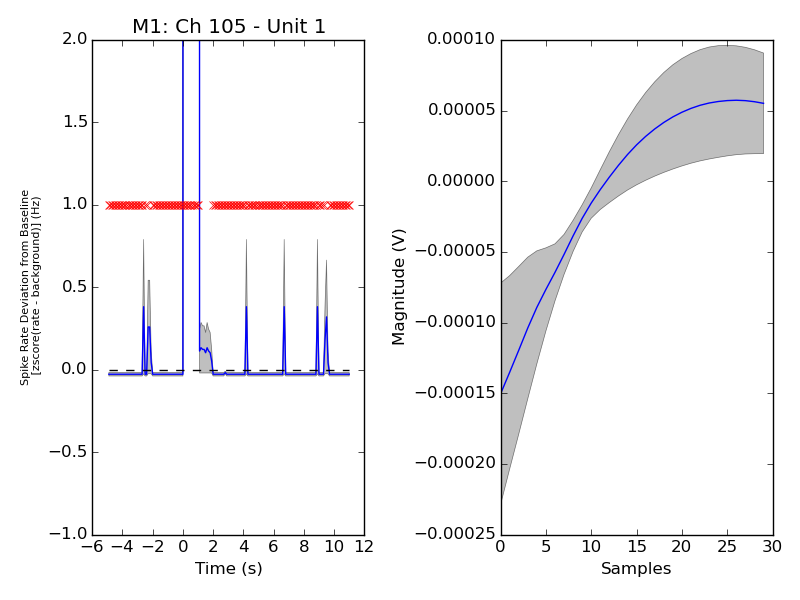 M1: Ch 105 - Unit 1
2.0
1.5
1.0
0.5
0.0
−0.5
−1.0
−6 −4 −2 0 2 4 6 8 10 12
Time (s)
Spike Rate Deviation from Baseline
[zscore(rate - background)] (Hz)
0.00010
0.00005
0.00000
−0.00005
−0.00010
−0.00015
−0.00020
−0.00025
0 5 10 15 20 25 30
Samples
Magnitude (V)